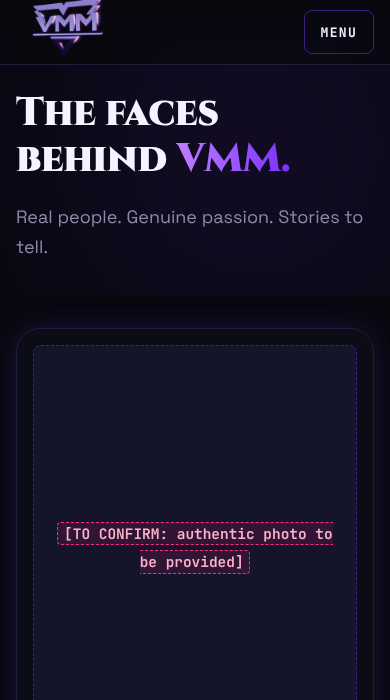 VMM
MENU
The faces
behind VMM.
Real people. Genuine passion. Stories to
tell.
[TO CONFIRM: authentic photo to
be provided]